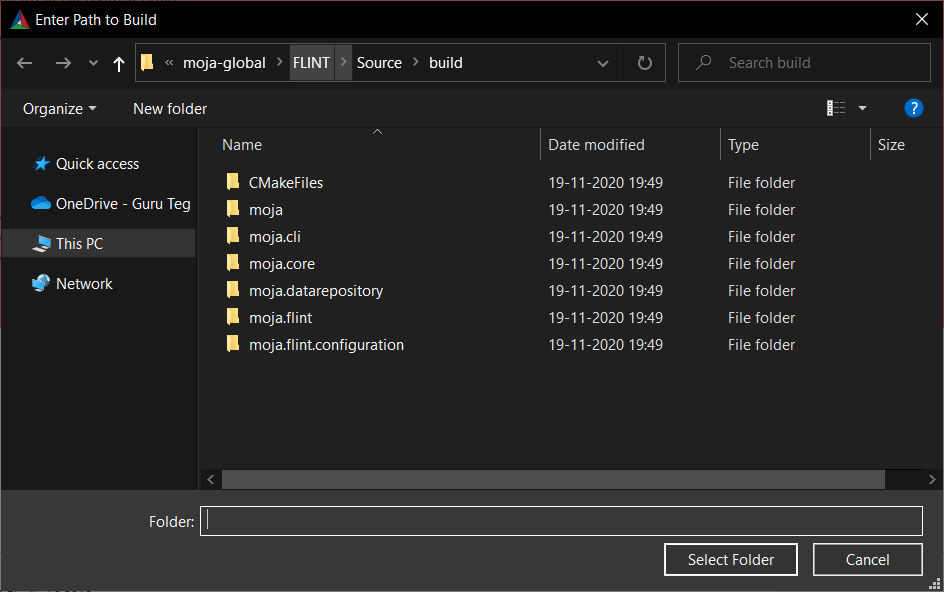 Enter Path to Build
« moja-global > FLINT > Source > build
Search build
Organize
New folder
?
Name Date modified Type Size
Quick access
OneDrive - Guru Teg
This PC
Network
CMakeFiles 19-11-2020 19:49 File folder
moja 19-11-2020 19:49 File folder
moja.cli 19-11-2020 19:49 File folder
moja.core 19-11-2020 19:49 File folder
moja.datarepository 19-11-2020 19:49 File folder
moja.flint 19-11-2020 19:49 File folder
moja.flint.configuration 19-11-2020 19:49 File folder
Folder:
Select Folder Cancel